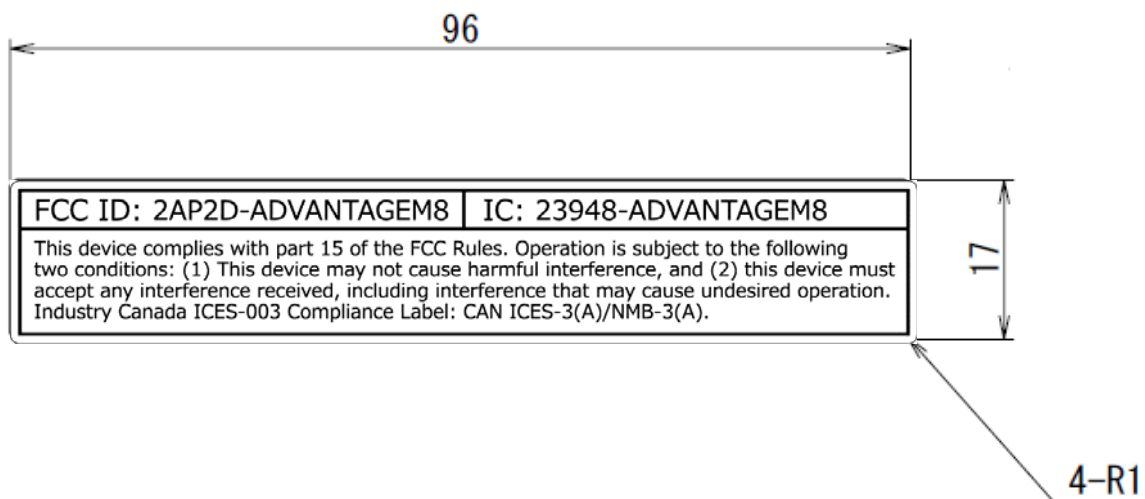 96
FCC ID: 2AP2D-ADVANTAGEM8 IC: 23948-ADVANTAGEM8
This device complies with part 15 of the FCC Rules. Operation is subject to the following
two conditions: (1) This device may not cause harmful interference, and (2) this device must
accept any interference received, including interference that may cause undesired operation.
Industry Canada ICES-003 Compliance Label: CAN ICES-3(A)/NMB-3(A).
17
4-R1